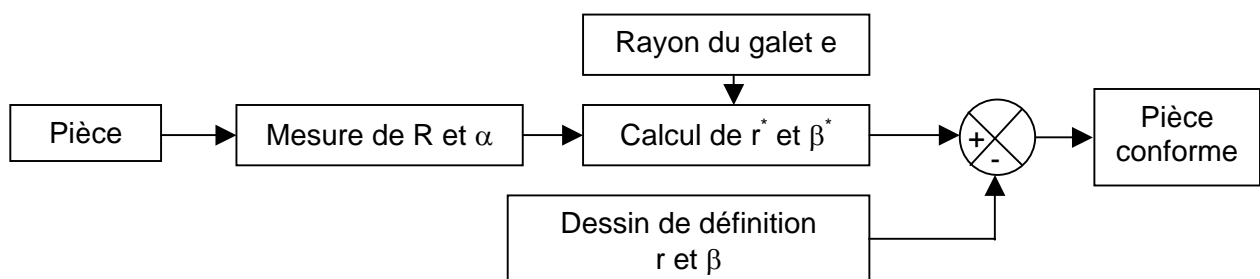 Rayon du galet e
Pièce
Mesure de R et α
Calcul de r* et β*
+
-
Pièce
conforme
Dessin de définition
r et β